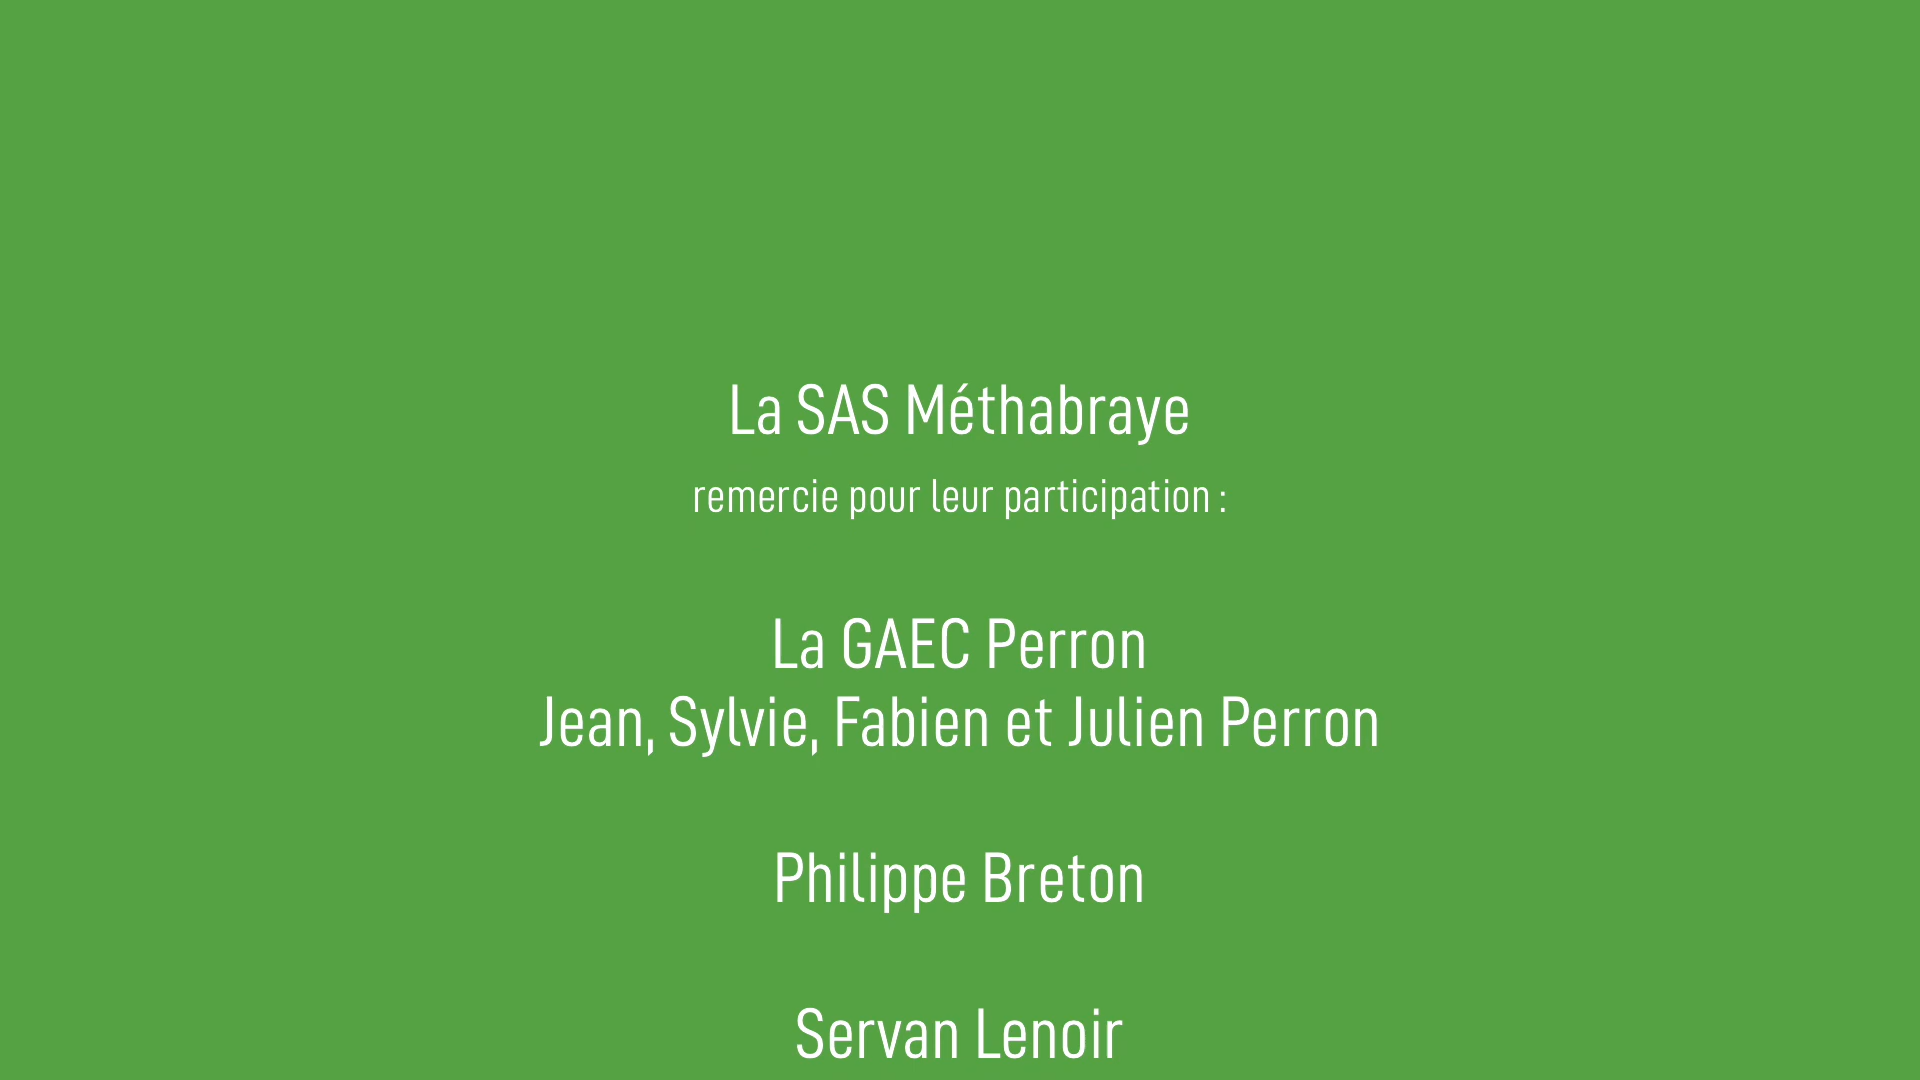 La SAS Méthabraye
remercie pour leur participation :
La GAEC Perron
Jean, Sylvie, Fabien et Julien Perron
Philippe Breton
Servan Lenoir